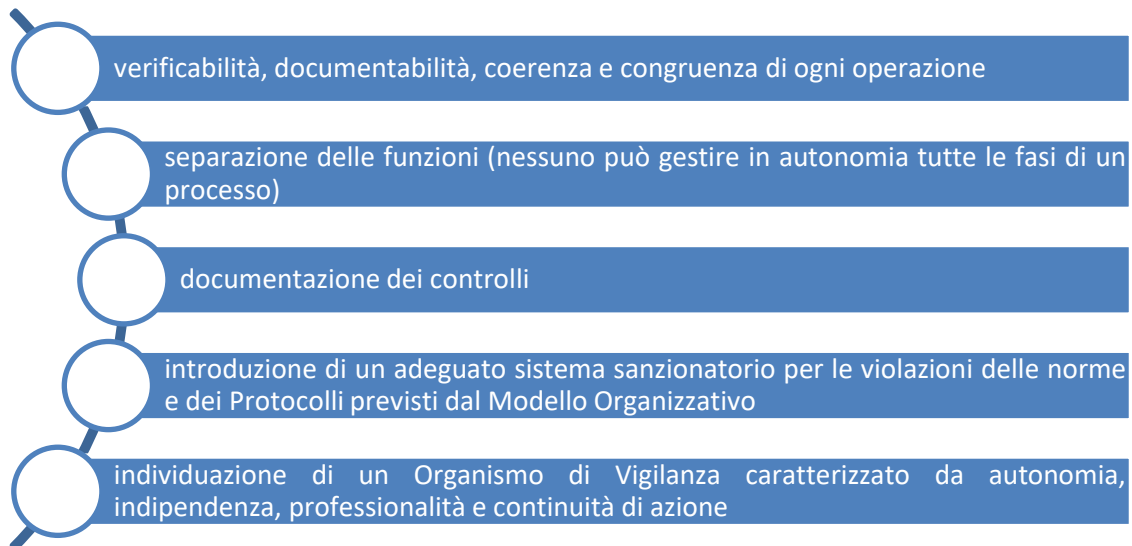 verificabilità, documentabilità, coerenza e congruenza di ogni operazione
separazione delle funzioni (nessuno può gestire in autonomia tutte le fasi di un
processo)
documentazione dei controlli
introduzione di un adeguato sistema sanzionatorio per le violazioni delle norme
e dei Protocolli previsti dal Modello Organizzativo
individuazione di un Organismo di Vigilanza caratterizzato da autonomia,
indipendenza, professionalità e continuità di azione